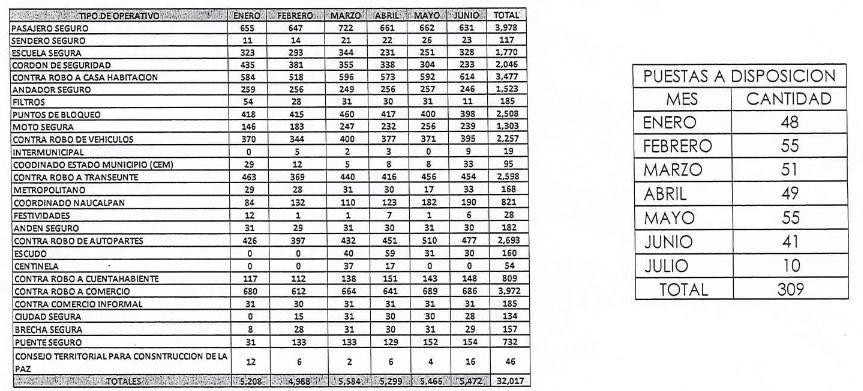 TIPO DE OPERATIVO ENERO FEBRERO MARZO ABRIL MAYO JUNIO TOTAL
PASAJERO SEGURO 655 647 722 661 662 631 3,978
SENDERO SEGURO 11 14 21 22 26 23 117
ESCUELA SEGURA 323 293 344 231 251 328 1,770
CORDON DE SEGURIDAD 435 381 355 338 304 233 2,046
CONTRA ROBO A CASA HABITACION 584 518 596 573 592 614 3,477
ANDADOR SEGURO 259 256 249 256 257 246 1,523
FILTROS 54 28 31 30 31 11 185
PUNTOS DE BLOQUEO 418 415 460 417 400 398 2,508
MOTO SEGURA 146 183 247 232 256 239 1,303
CONTRA ROBO DE VEHICULOS 370 344 400 377 371 395 2,257
INTERMUNICIPAL 0 5 2 3 0 9 19
COODINADO ESTADO MUNICIPIO (CEM) 29 12 5 8 8 33 95
CONTRA ROBO A TRANSEUNTE 463 369 440 416 456 454 2,598
METROPOLITANO 29 28 31 30 17 33 168
COORDINADO NAUCALPAN 84 132 110 123 182 190 821
FESTIVIDADES 12 1 1 7 1 6 28
ANDEN SEGURO 31 29 31 30 31 30 182
CONTRA ROBO DE AUTOPARTES 426 397 432 451 510 477 2,693
ESCUDO 0 0 40 59 31 30 160
CENTINELA 0 0 37 17 0 0 54
CONTRA ROBO A CUENTAHABIENTE 117 112 138 151 143 148 809
CONTRA ROBO A COMERCIO 680 612 664 641 689 686 3,972
CONTRA COMERCIO INFORMAL 31 30 31 31 31 31 185
CIUDAD SEGURA 0 15 31 30 30 28 134
BRECHA SEGURA 8 28 31 30 31 29 157
PUENTE SEGURO 31 133 133 129 152 154 732
CONSEJO TERRITORIAL PARA CONSNTRUCCION DE LA
PAZ 12 6 2 6 4 16 46
TOTALES 5,208 4,988 5,584 5,299 5,466 5,472 32,017
PUESTAS A DISPOSICION
MES CANTIDAD
ENERO 48
FEBRERO 55
MARZO 51
ABRIL 49
MAYO 55
JUNIO 41
JULIO 10
TOTAL 309